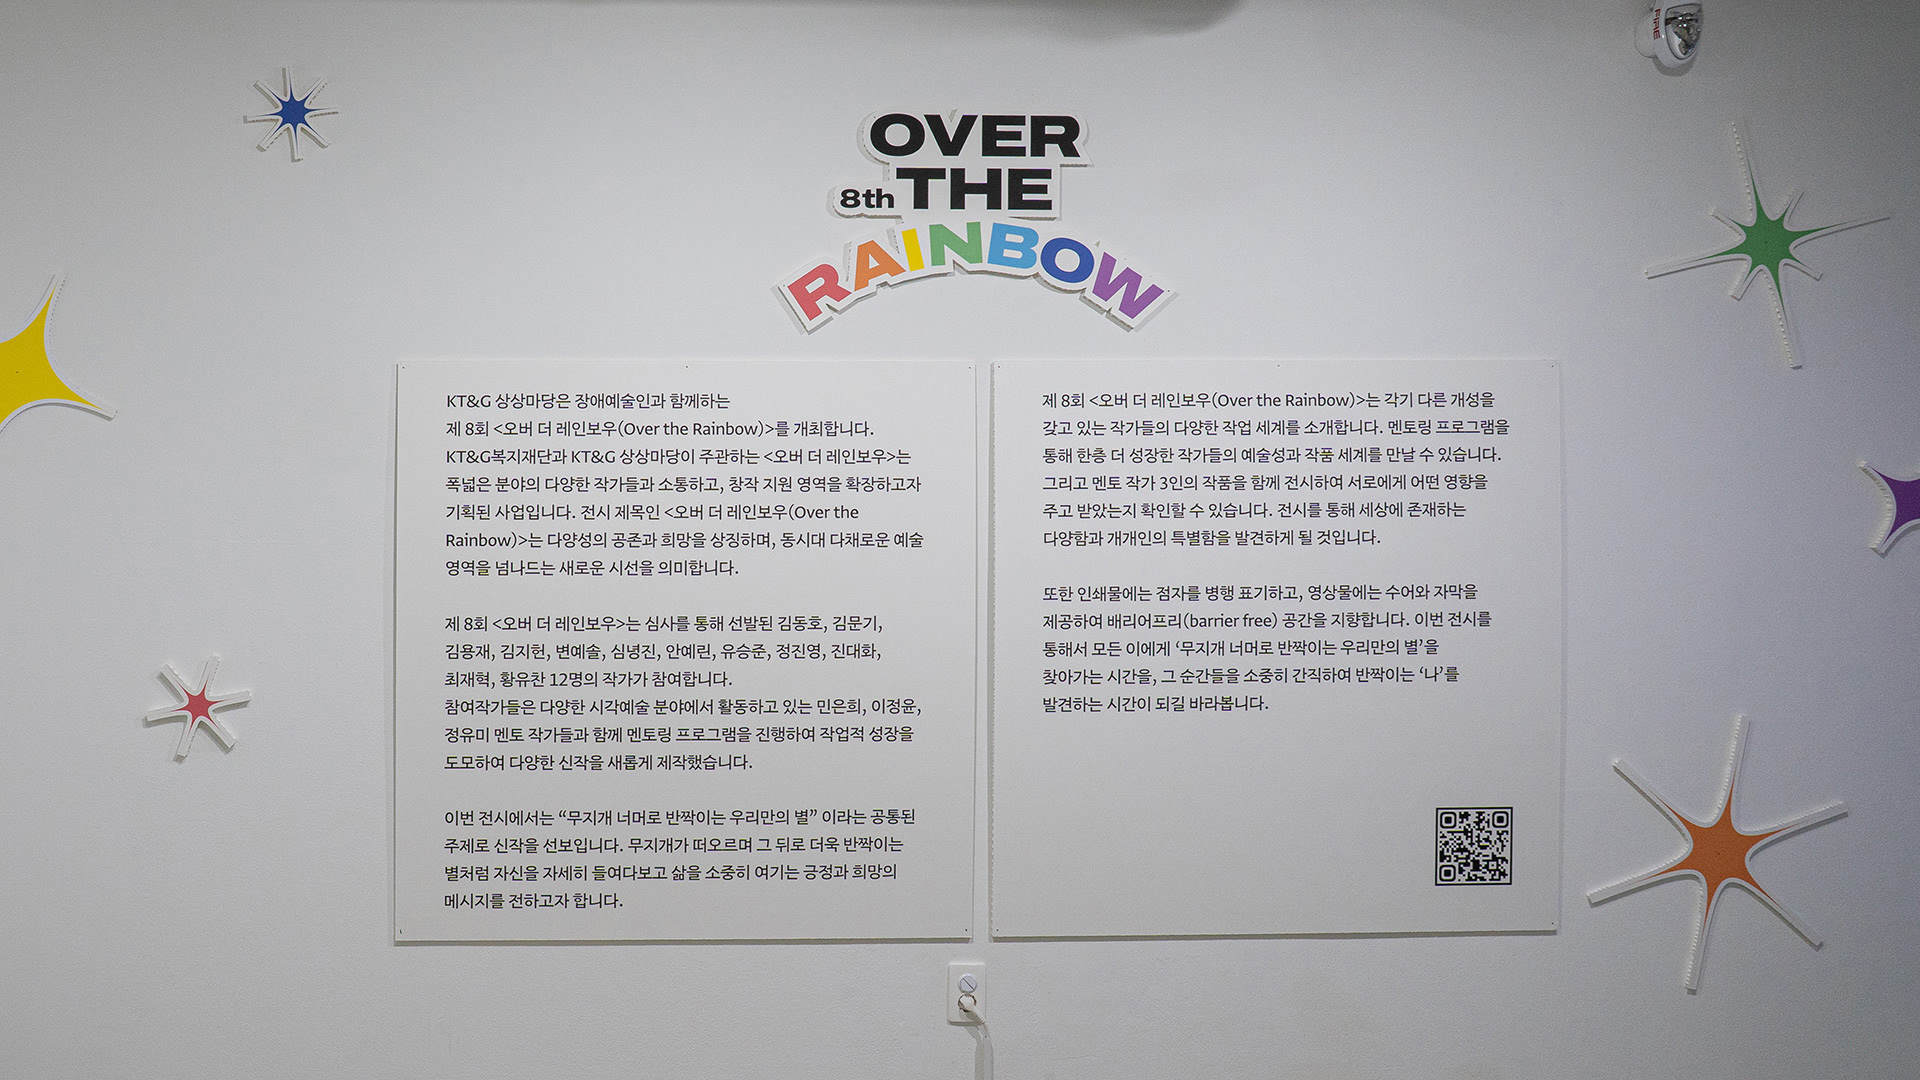 FIRE
OVER
8th THE
RAINBOW
KT&G 상상마당은 장애예술인과 함께하는
제 8회 <오버 더 레인보우(Over the Rainbow)>를 개최합니다.
KT&G복지재단과 KT&G 상상마당이 주관하는 <오버 더 레인보우>는
폭넓은 분야의 다양한 작가들과 소통하고, 창작 지원 영역을 확장하고자
기획된 사업입니다. 전시 제목인 <오버 더 레인보우(Over the
Rainbow)>는 다양성의 공존과 희망을 상징하며, 동시대 다채로운 예술
영역을 넘나드는 새로운 시선을 의미합니다.
제 8회 <오버 더 레인보우>는 심사를 통해 선발된 김동호, 김문기,
김용재, 김지헌, 변예솔, 심녕진, 안예린, 유승준, 정진영, 진대화,
최재혁, 황유찬 12명의 작가가 참여합니다.
참여작가들은 다양한 시각예술 분야에서 활동하고 있는 민은희, 이정윤,
정유미 멘토 작가들과 함께 멘토링 프로그램을 진행하여 작업적 성장을
도모하여 다양한 신작을 새롭게 제작했습니다.
이번 전시에서는 “무지개 너머로 반짝이는 우리만의 별” 이라는 공통된
주제로 신작을 선보입니다. 무지개가 떠오르며 그 뒤로 더욱 반짝이는
별처럼 자신을 자세히 들여다보고 삶을 소중히 여기는 긍정과 희망의
메시지를 전하고자 합니다.
제 8회 <오버 더 레인보우(Over the Rainbow)>는 각기 다른 개성을
갖고 있는 작가들의 다양한 작업 세계를 소개합니다. 멘토링 프로그램을
통해 한층 더 성장한 작가들의 예술성과 작품 세계를 만날 수 있습니다.
그리고 멘토 작가 3인의 작품을 함께 전시하여 서로에게 어떤 영향을
주고 받았는지 확인할 수 있습니다. 전시를 통해 세상에 존재하는
다양함과 개개인의 특별함을 발견하게 될 것입니다.
또한 인쇄물에는 점자를 병행 표기하고, 영상물에는 수어와 자막을
제공하여 배리어프리(barrier free) 공간을 지향합니다. 이번 전시를
통해서 모든 이에게 ‘무지개 너머로 반짝이는 우리만의 별’을
찾아가는 시간을, 그 순간들을 소중히 간직하여 반짝이는 ‘나’를
발견하는 시간이 되길 바라봅니다.